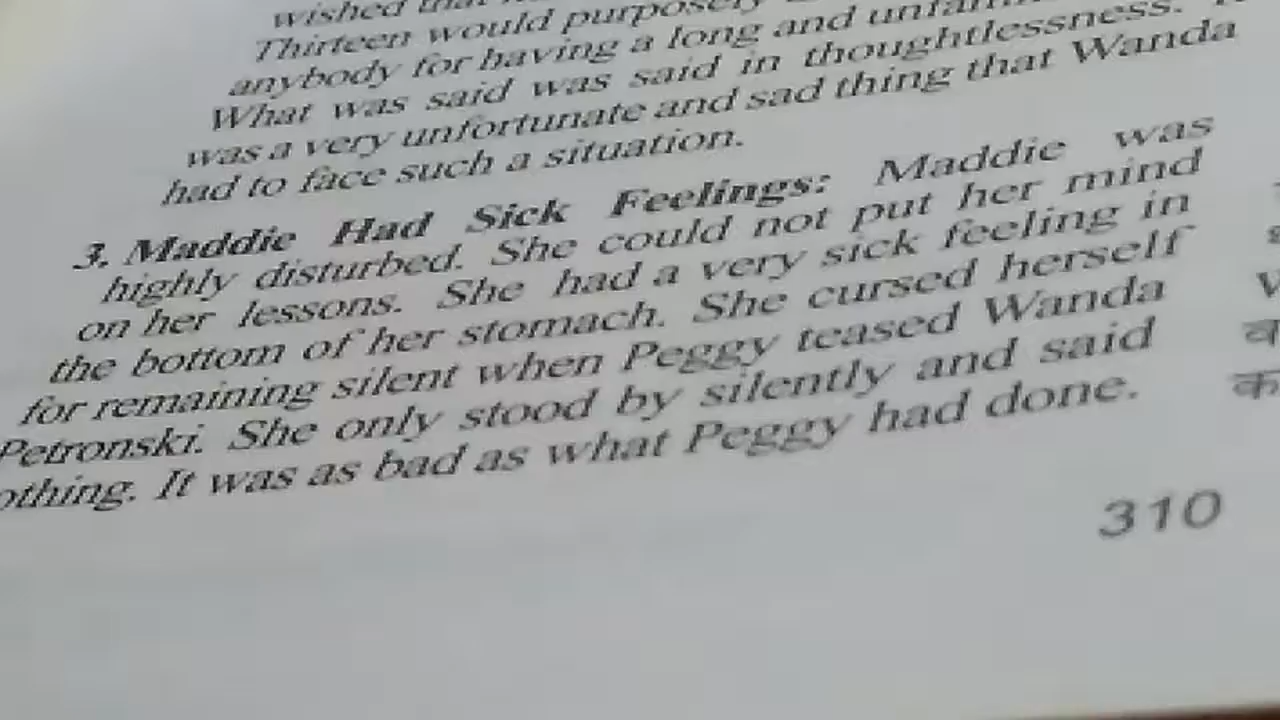 wished that
Thirteen would purposely
anybody for having a long and
What was said was said in thoughtlessness.
was a very unfortunate and sad thing that Wanda
had to face such a situation.
3. Maddie Had Sick Feelings: Maddie was
highly disturbed. She could not put her mind
on her lessons. She had a very sick feeling in
the bottom of her stomach. She cursed herself
for remaining silent when Peggy teased Wanda
Petronski. She only stood by silently and said
othing. It was as bad as what Peggy had done.
310